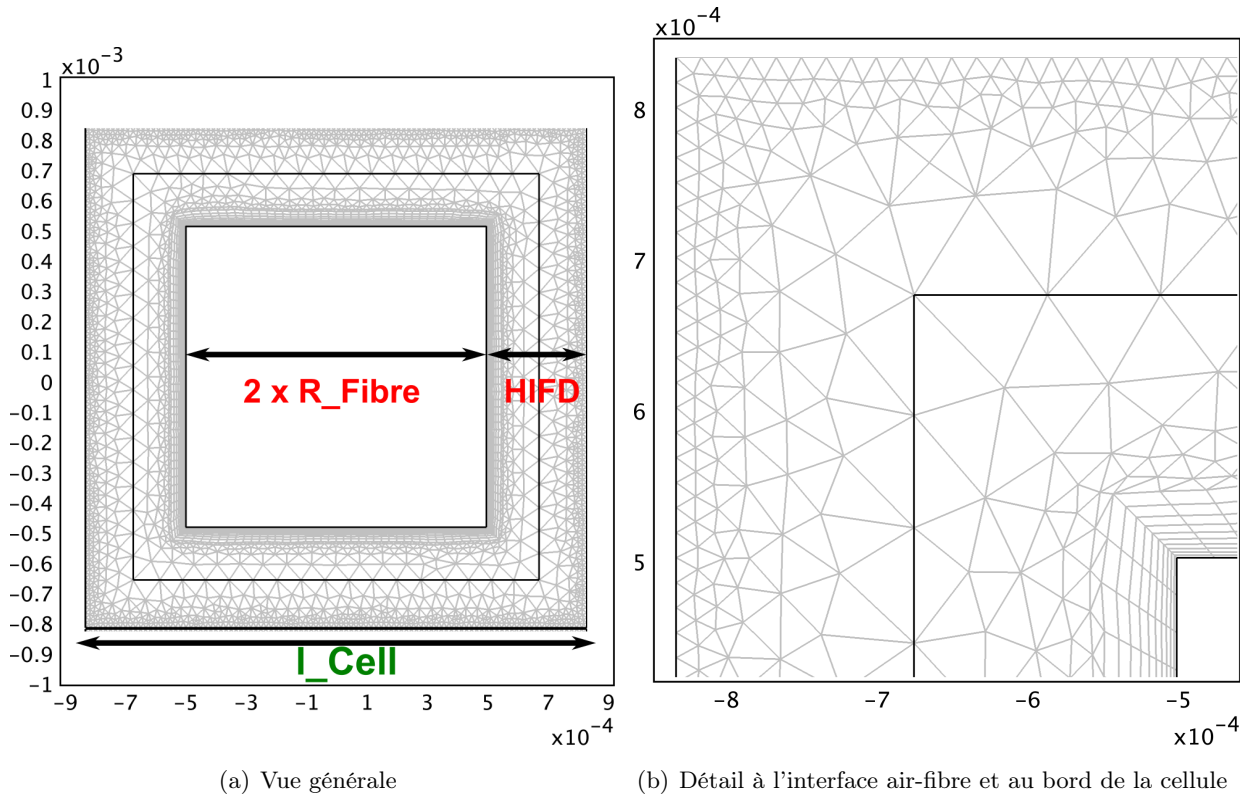 x10⁻³
1
0.9
0.8
0.7
0.6
0.5
0.4
0.3
0.2
0.1
0
−0.1
−0.2
−0.3
−0.4
−0.5
−0.6
−0.7
−0.8
−0.9
−1
2 x R_Fibre
HIFD
l_Cell
−9 −7 −5 −3 −1 1 3 5 7 9
x10⁻⁴
(a) Vue générale
x10⁻⁴
8
7
6
5
−8 −7 −6 −5
x10⁻⁴
(b) Détail à l'interface air-fibre et au bord de la cellule